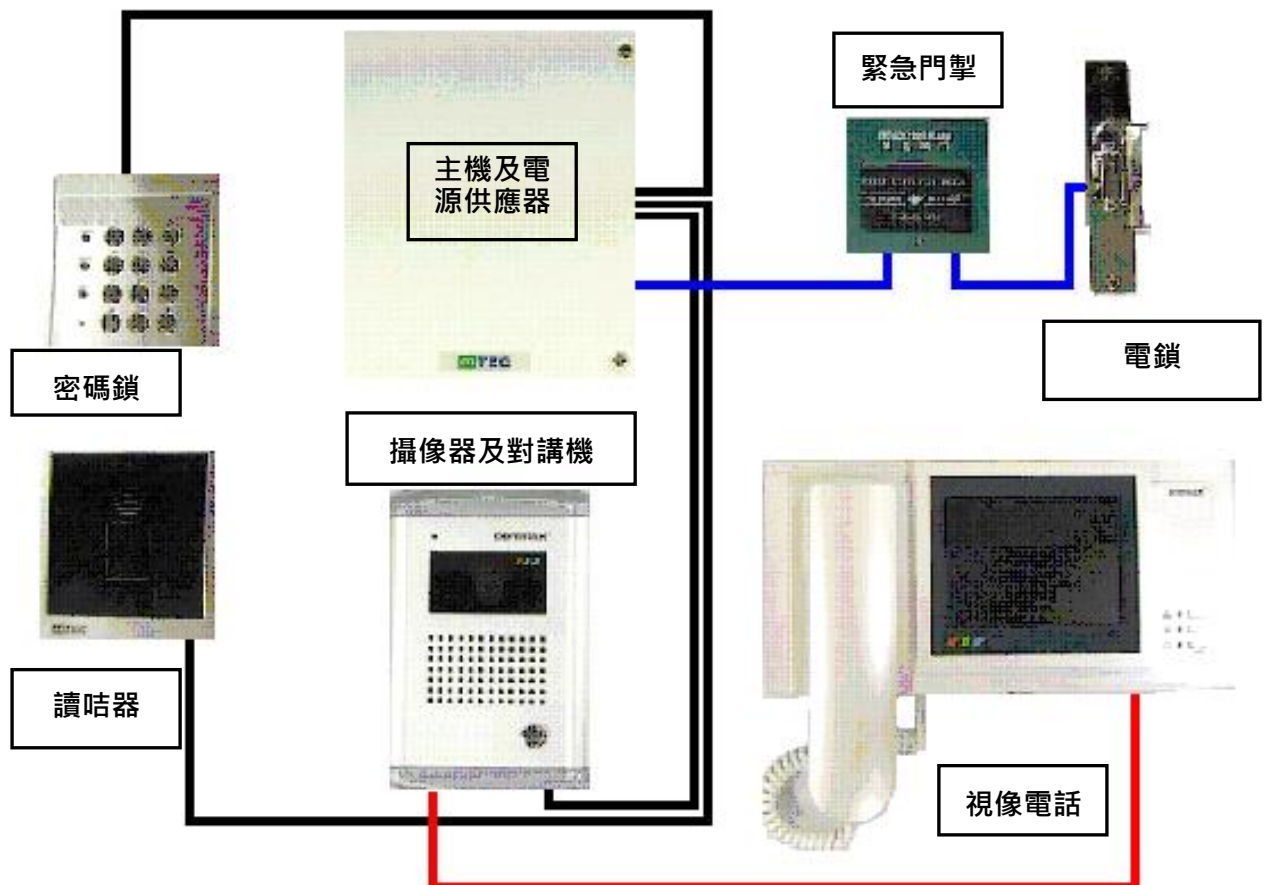 緊急門掣
主機及電
源供應器
電鎖
密碼鎖
攝像器及對講機
讀咭器
視像電話